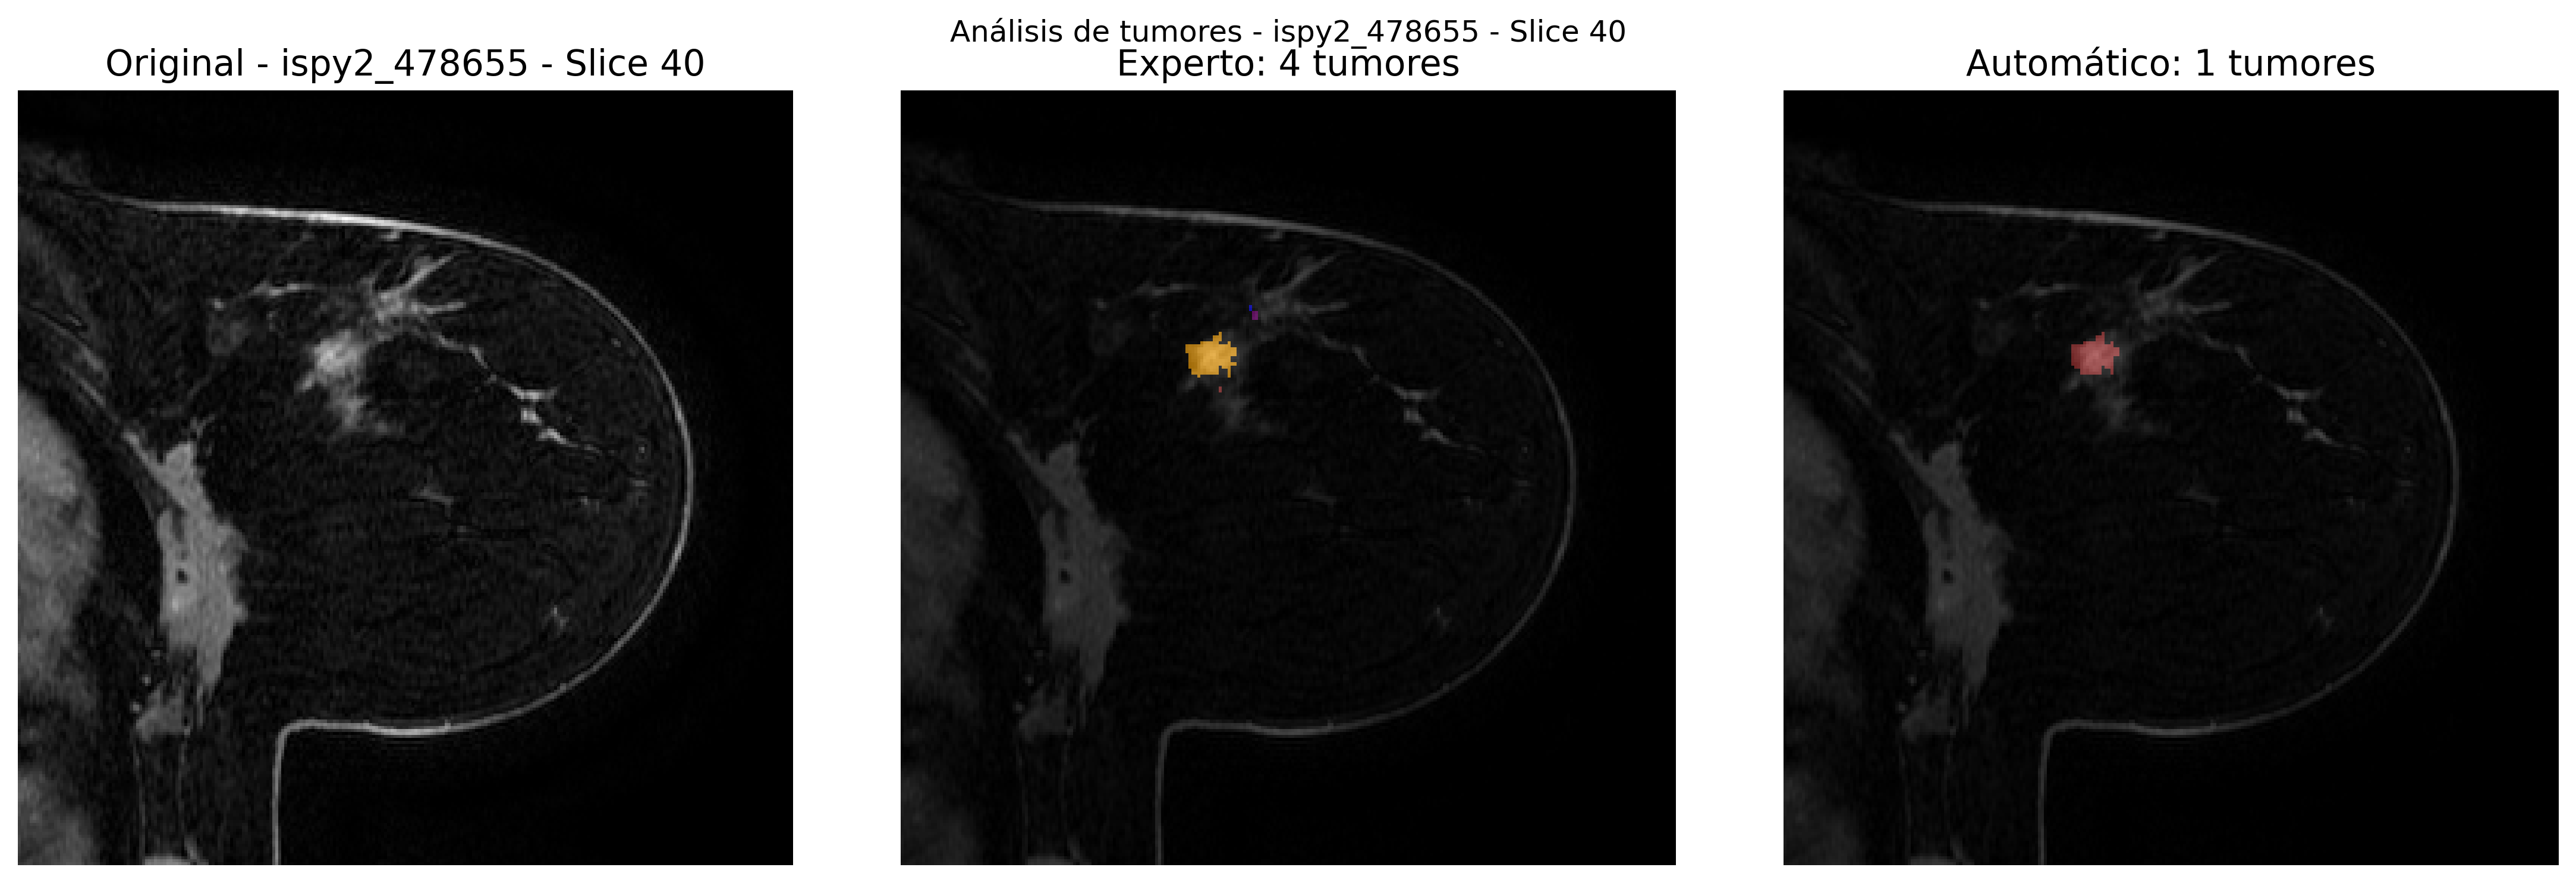 Análisis de tumores - ispy2_478655 - Slice 40
Original - ispy2_478655 - Slice 40
Experto: 4 tumores
Automático: 1 tumores